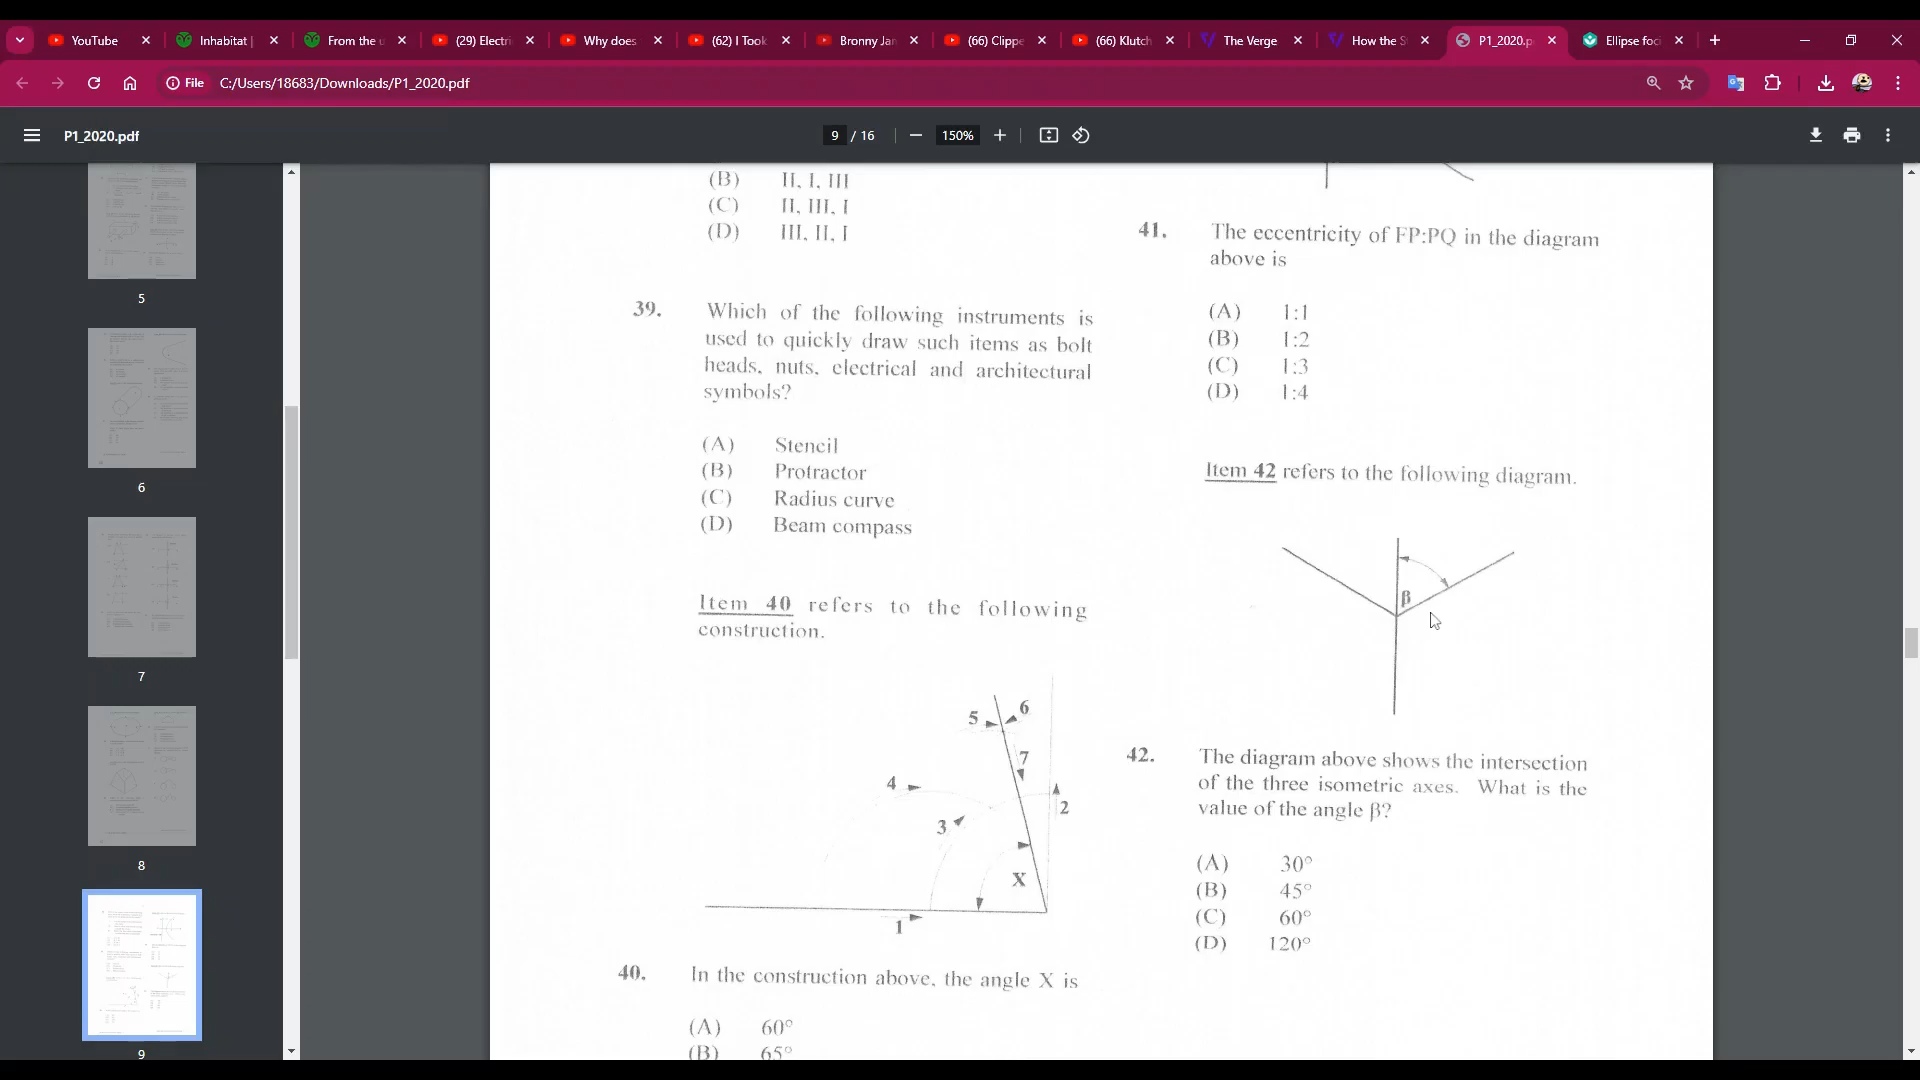 YouTube
Inhabitat |
From the u
(29) Electri
Why does
(62) I Took
Bronny Jar
(66) Clippe
(66) Klutch
The Verge
How the S
P1_2020.p
Ellipse foci
File
C:/Users/18683/Downloads/P1_2020.pdf
P1_2020.pdf
9 / 16
150%
5
6
7
8
9
(B) II, I, III
(C) II, III, I
(D) III, II, I
39. Which of the following instruments is
used to quickly draw such items as bolt
heads, nuts, electrical and architectural
symbols?
(A) Stencil
(B) Protractor
(C) Radius curve
(D) Beam compass
Item 40 refers to the following
construction.
5
6
7
4
2
3
X
1
40. In the construction above, the angle X is
(A) 60°
(B) 65°
41. The eccentricity of FP:PQ in the diagram
above is
(A) 1:1
(B) 1:2
(C) 1:3
(D) 1:4
Item 42 refers to the following diagram.
β
42. The diagram above shows the intersection
of the three isometric axes. What is the
value of the angle β?
(A) 30°
(B) 45°
(C) 60°
(D) 120°